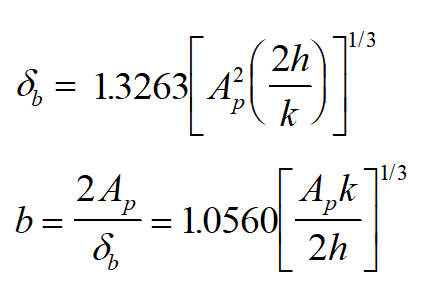 δ_b = 1.3263[A_p^2(2h/k)]^{1/3}
b = 2A_p/δ_b = 1.0560[A_p k/2h]^{1/3}